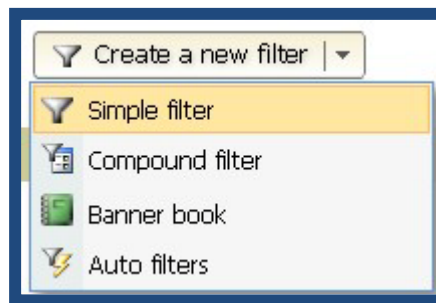 Create a new filter
Simple filter
Compound filter
Banner book
Auto filters